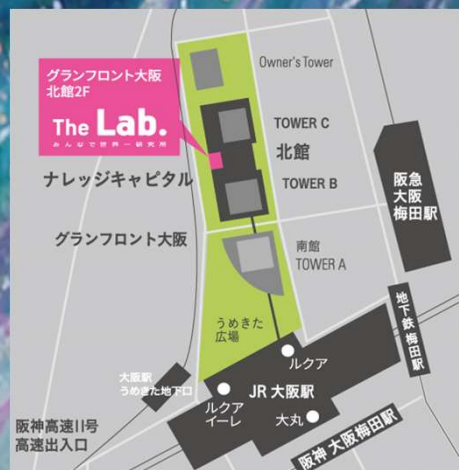 グランフロント大阪
北館2F
The Lab.
みんなで世界一研究所
ナレッジキャピタル
グランフロント大阪
Owner's Tower
TOWER C
北館
TOWER B
南館
TOWER A
阪急
大阪
梅田駅
地下鉄 梅田駅
うめきた
広場
大阪駅
うめきた地下口
ルクア
JR 大阪駅
ルクア
イーレ
大丸
阪神 大阪梅田駅
阪神高速11号
高速出入口